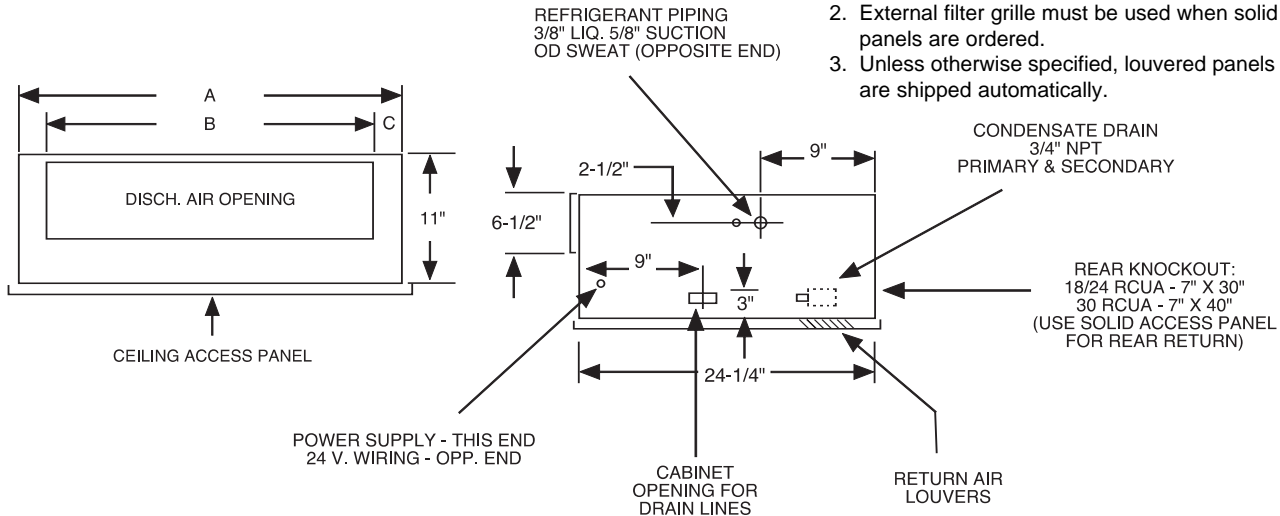 REFRIGERANT PIPING
3/8" LIQ. 5/8" SUCTION
OD SWEAT (OPPOSITE END)
2. External filter grille must be used when solid
panels are ordered.
3. Unless otherwise specified, louvered panels
are shipped automatically.
A
B
C
DISCH. AIR OPENING
11"
CEILING ACCESS PANEL
CONDENSATE DRAIN
3/4" NPT
PRIMARY & SECONDARY
9"
2-1/2"
6-1/2"
9"
3"
24-1/4"
REAR KNOCKOUT:
18/24 RCUA - 7" X 30"
30 RCUA - 7" X 40"
(USE SOLID ACCESS PANEL
FOR REAR RETURN)
POWER SUPPLY - THIS END
24 V. WIRING - OPP. END
CABINET
OPENING FOR
DRAIN LINES
RETURN AIR
LOUVERS